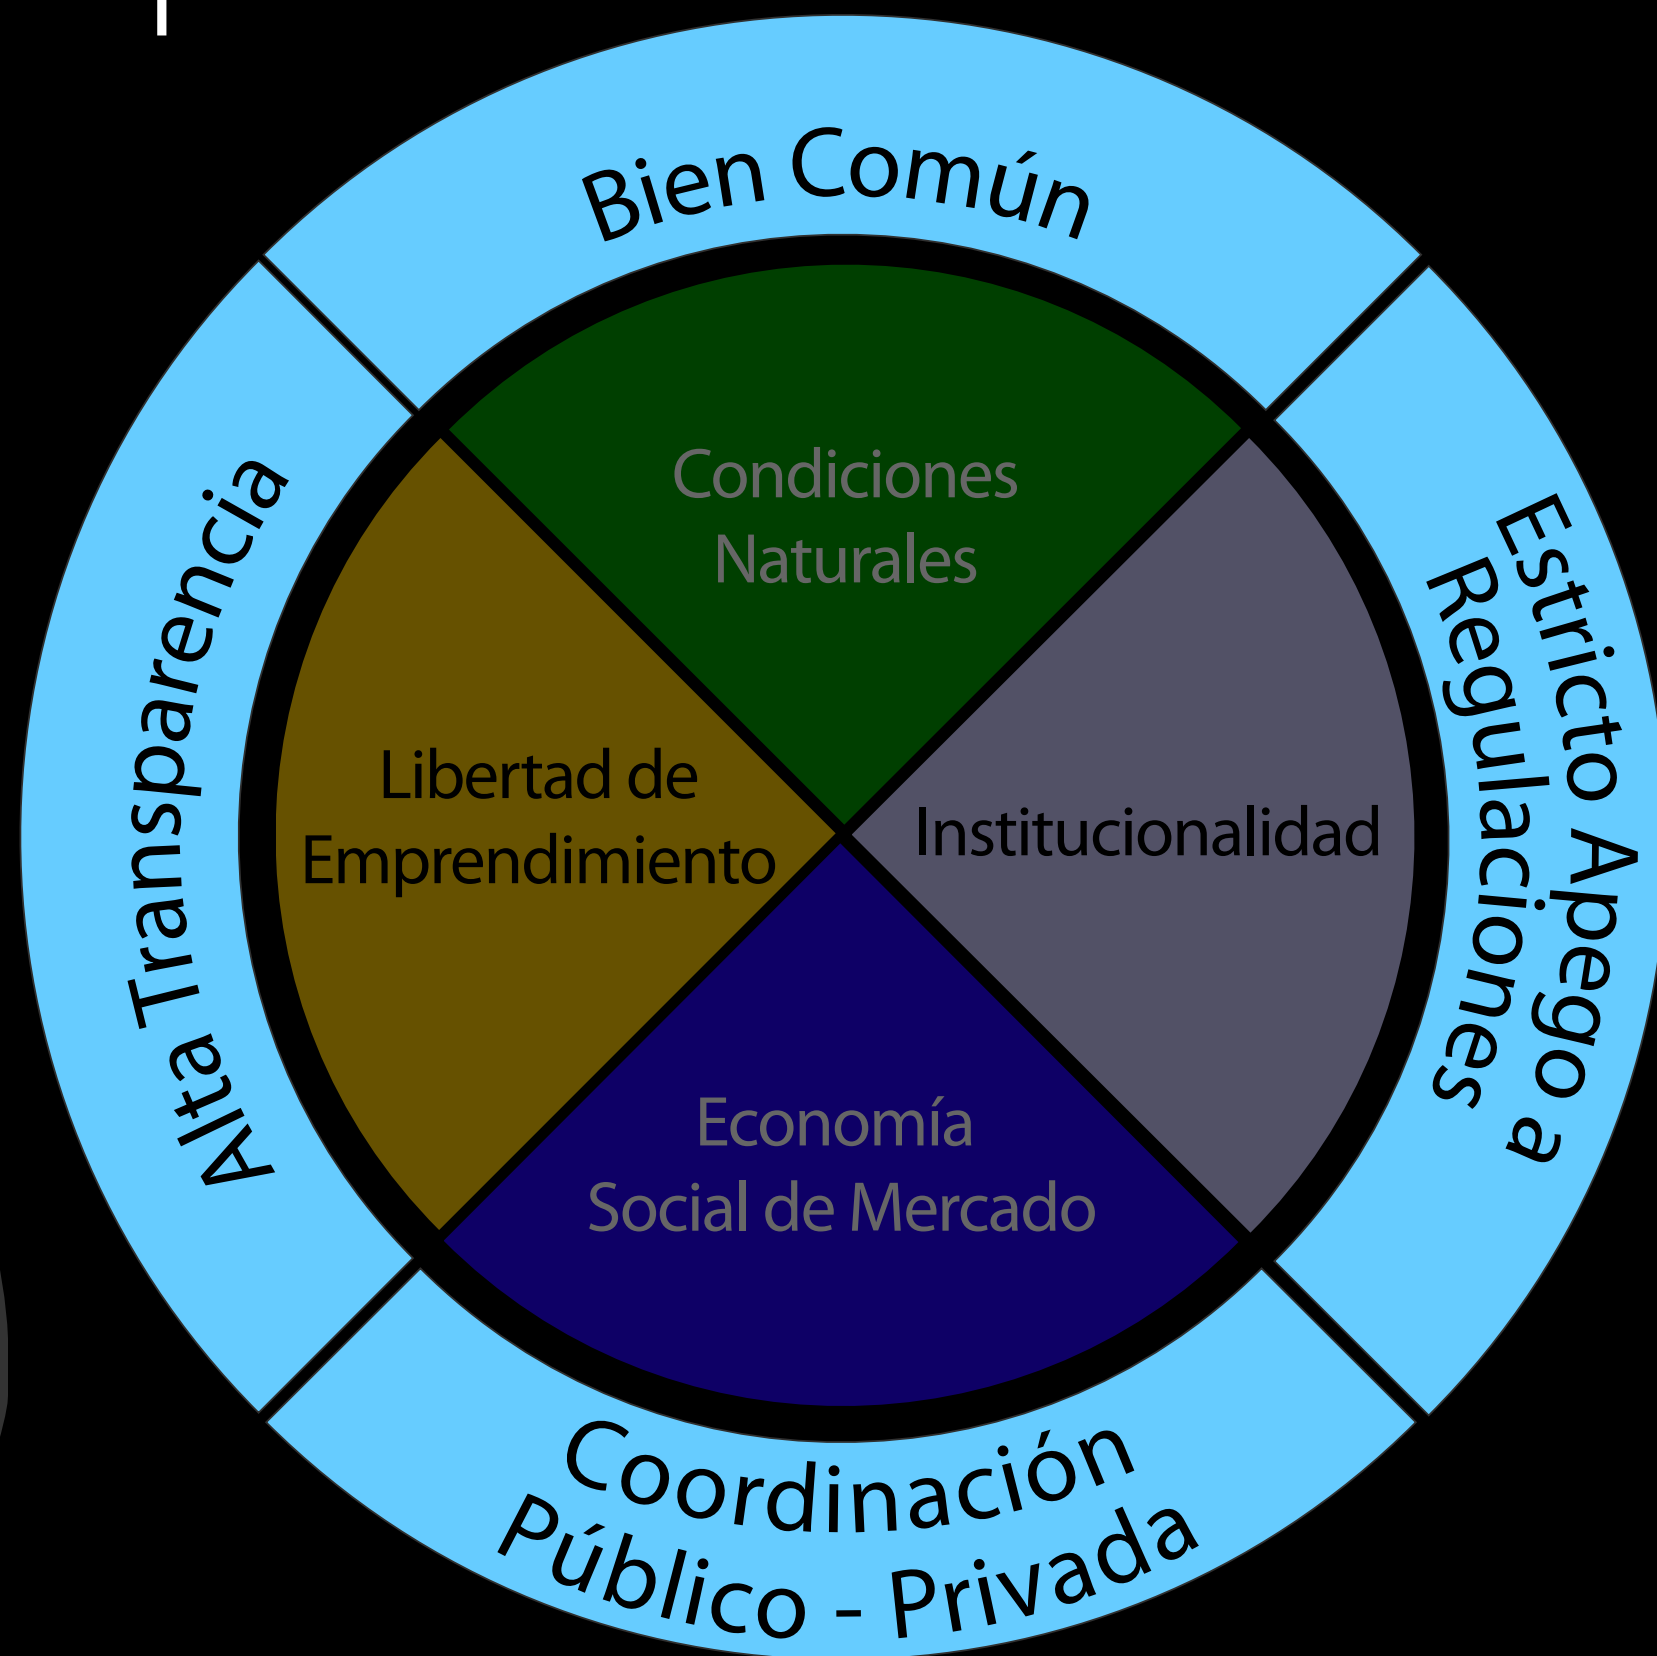 Bien Común
Condiciones
Naturales
Alta Transparencia
Libertad de
Emprendimiento
Institucionalidad
Estricto Apego a
Regulaciones
Economía
Social de Mercado
Coordinación
Público - Privada